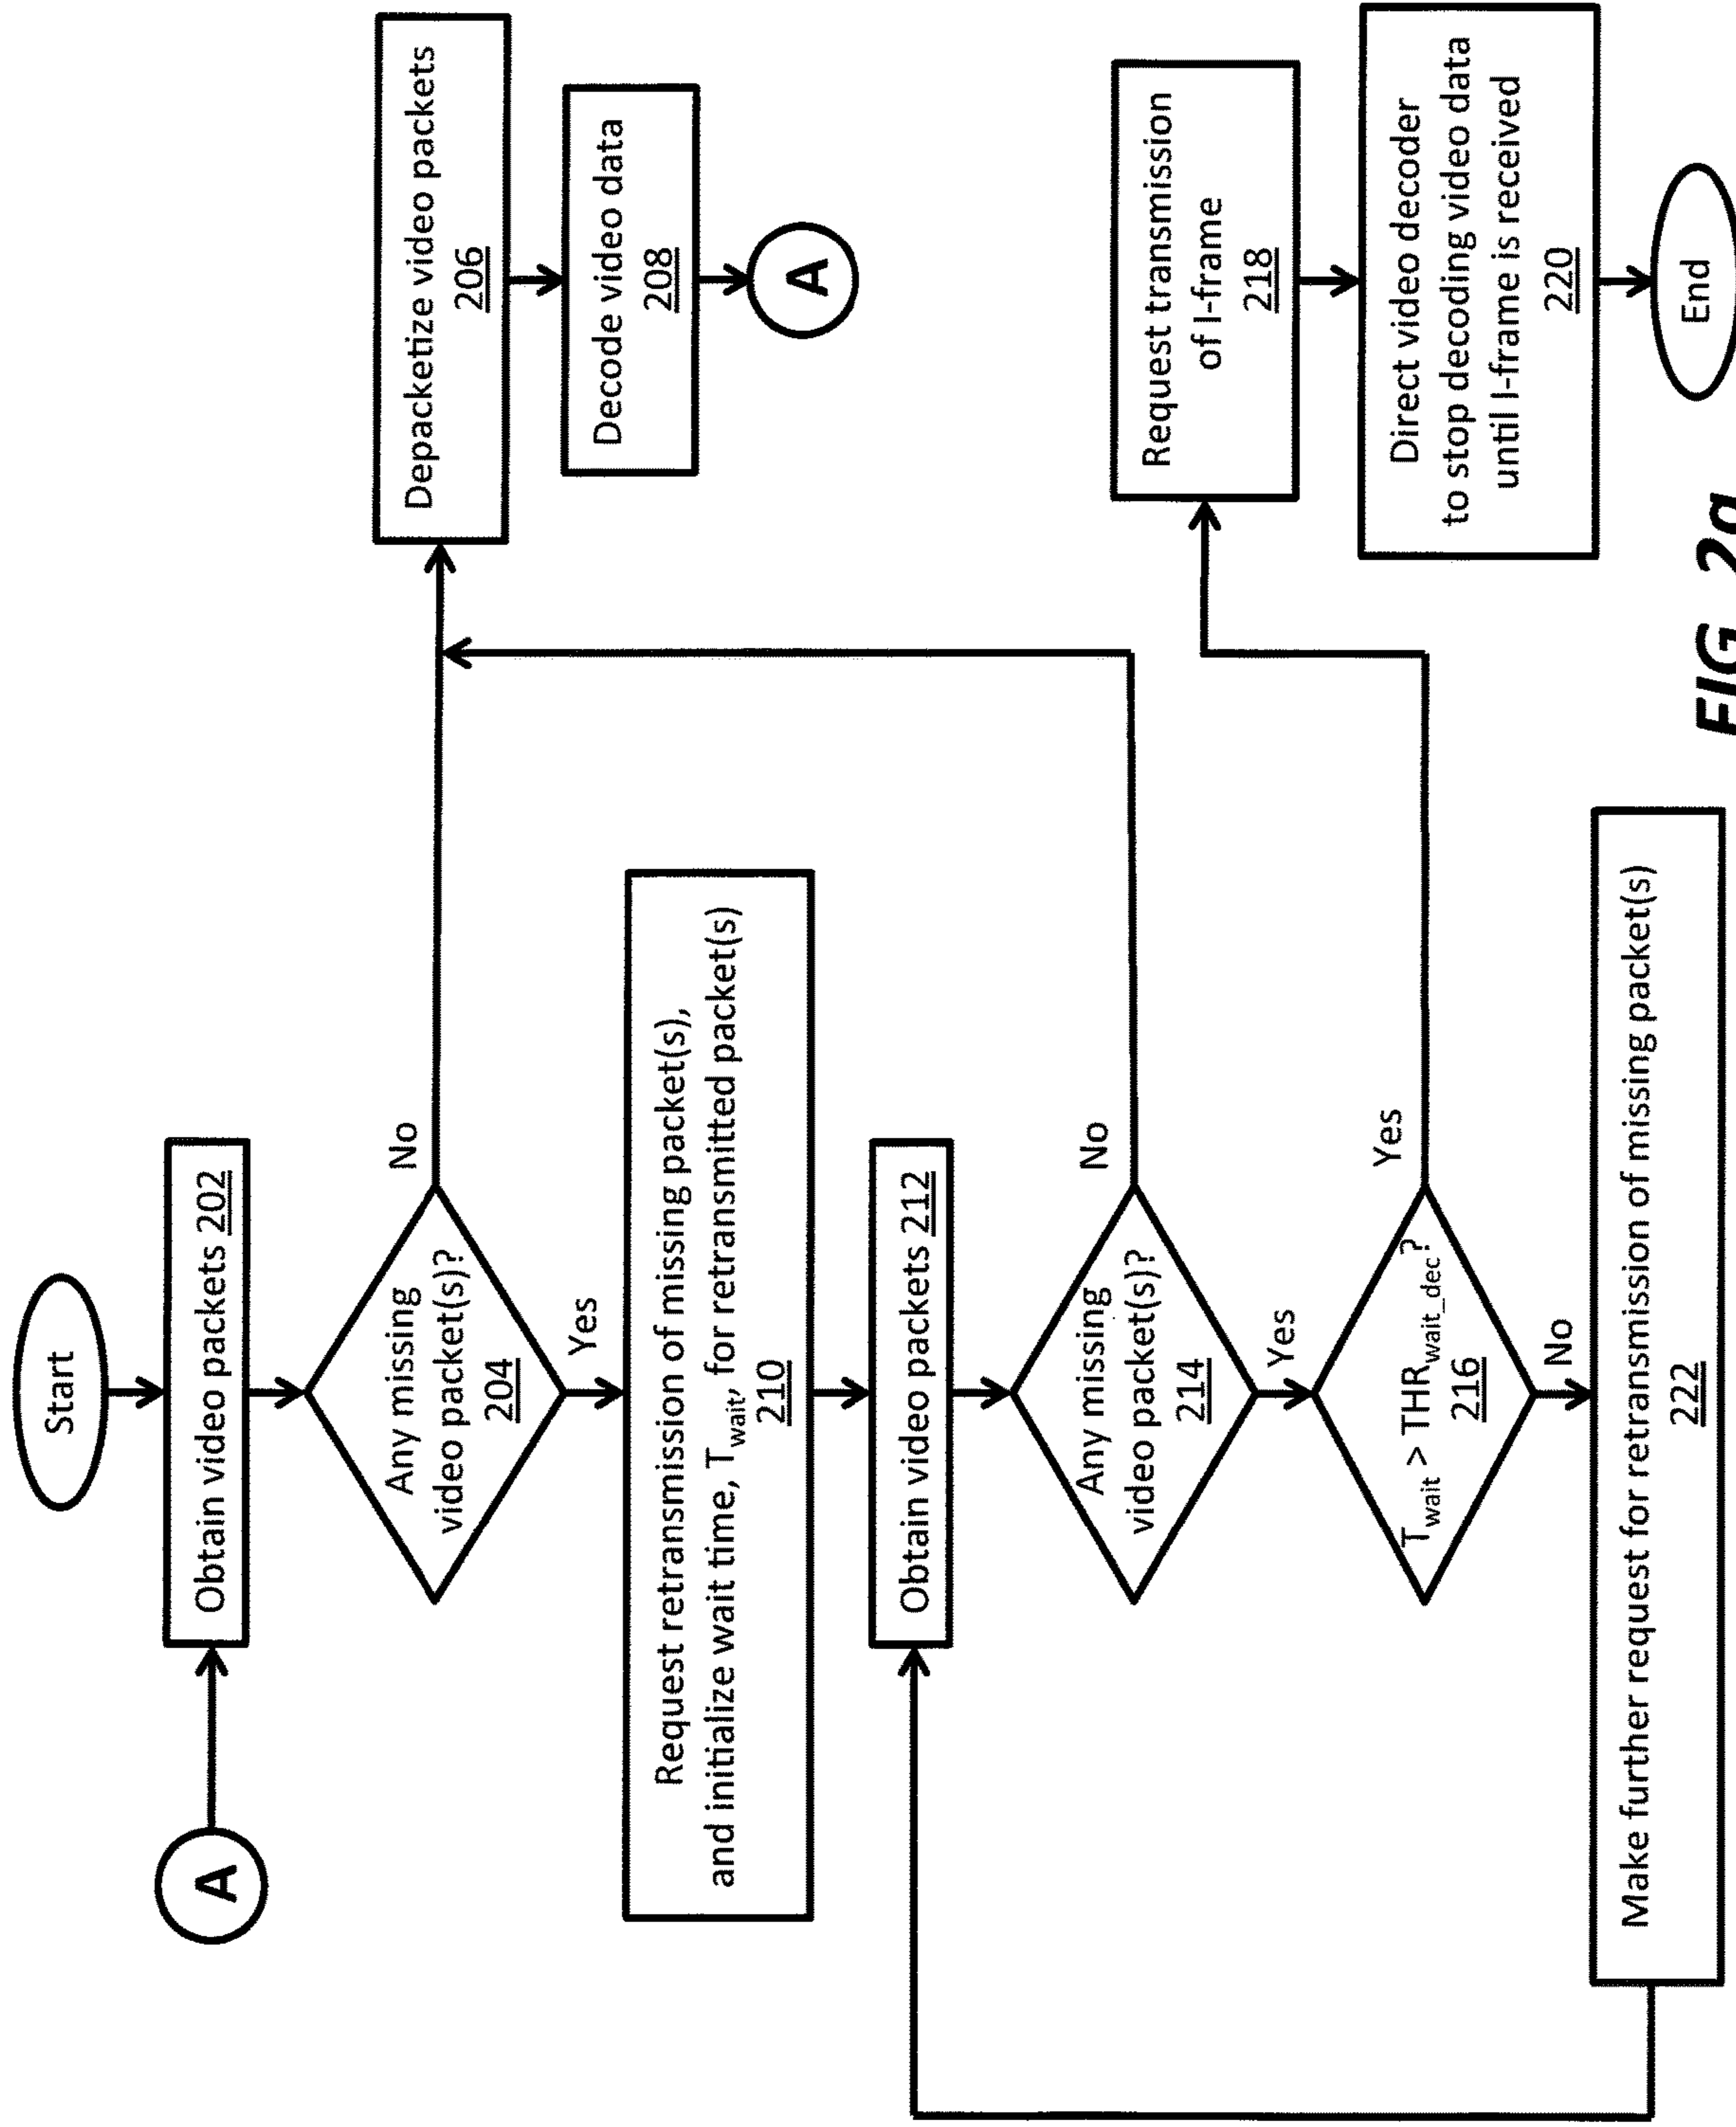 Start
A
Obtain video packets 202
Any missing
video packet(s)?
204
No
Yes
Depacketize video packets
206
Decode video data
208
A
Request retransmission of missing packet(s),
and initialize wait time, Twait, for retransmitted packet(s)
210
Obtain video packets 212
Any missing
video packet(s)?
214
No
Yes
Twait > THRwait_dec?
216
Yes
No
Request transmission
of I-frame
218
Direct video decoder
to stop decoding video data
until I-frame is received
220
End
Make further request for retransmission of missing packet(s)
222
FIG. 2a